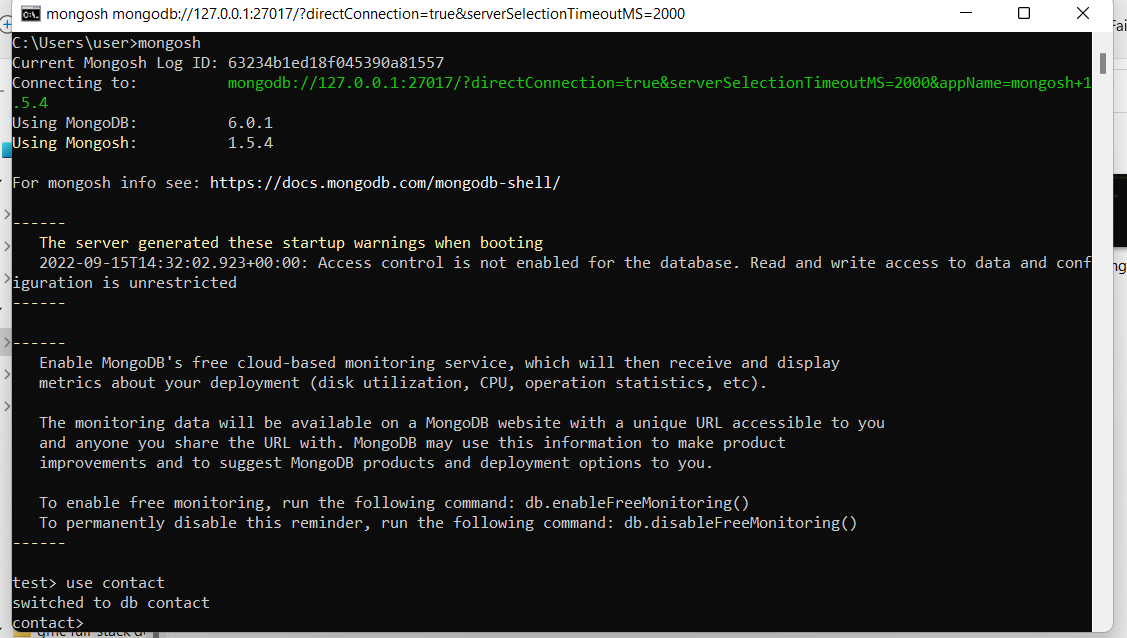 mongosh mongodb://127.0.0.1:27017/?directConnection=true&serverSelectionTimeoutMS=2000
C:\Users\user>mongosh
Current Mongosh Log ID: 63234b1ed18f045390a81557
Connecting to: mongodb://127.0.0.1:27017/?directConnection=true&serverSelectionTimeoutMS=2000&appName=mongosh+1
.5.4
Using MongoDB: 6.0.1
Using Mongosh: 1.5.4
For mongosh info see: https://docs.mongodb.com/mongodb-shell/
------
The server generated these startup warnings when booting
2022-09-15T14:32:02.923+00:00: Access control is not enabled for the database. Read and write access to data and conf
iguration is unrestricted
------
------
Enable MongoDB's free cloud-based monitoring service, which will then receive and display
metrics about your deployment (disk utilization, CPU, operation statistics, etc).
The monitoring data will be available on a MongoDB website with a unique URL accessible to you
and anyone you share the URL with. MongoDB may use this information to make product
improvements and to suggest MongoDB products and deployment options to you.
To enable free monitoring, run the following command: db.enableFreeMonitoring()
To permanently disable this reminder, run the following command: db.disableFreeMonitoring()
------
test> use contact
switched to db contact
contact>